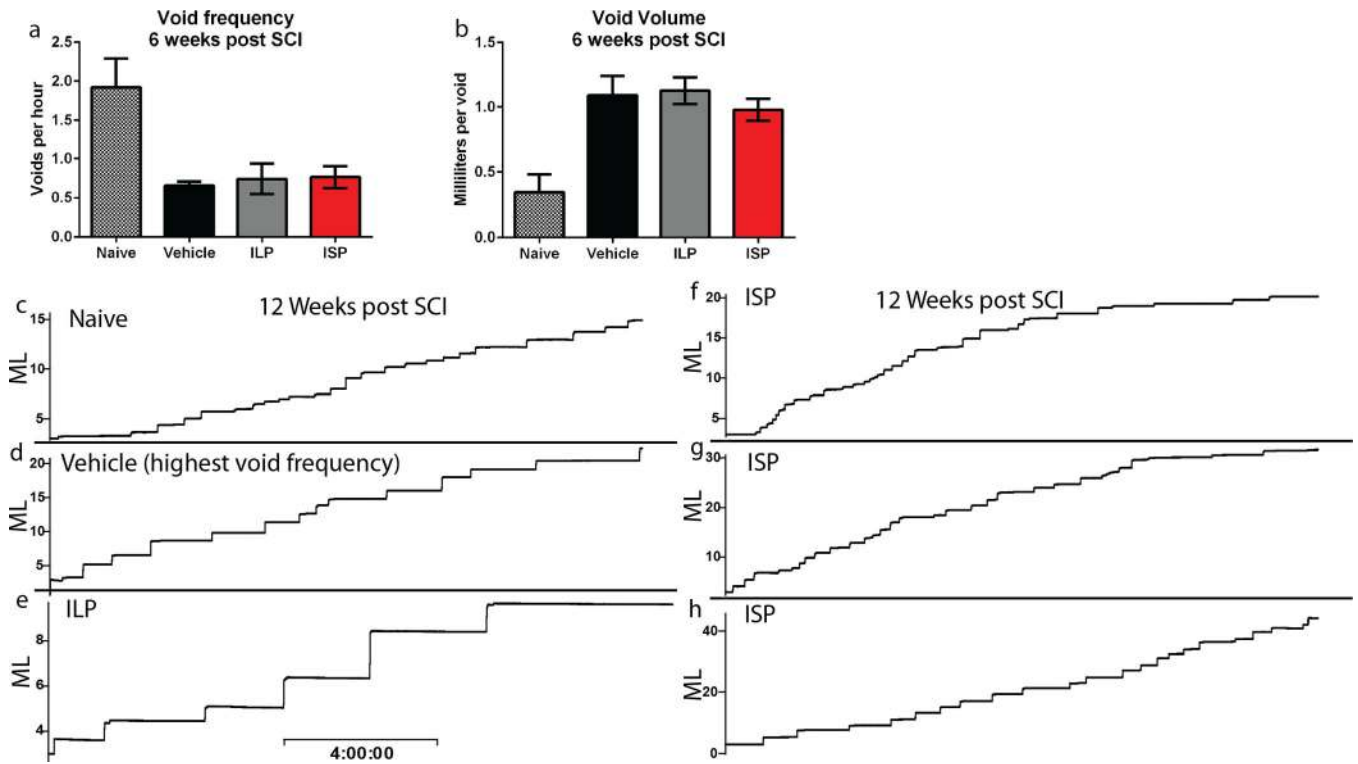 a
Void frequency
6 weeks post SCI
Voids per hour
2.5
2.0
1.5
1.0
0.5
0.0
Naive Vehicle ILP ISP
b
Void Volume
6 weeks post SCI
Milliliters per void
1.5
1.0
0.5
0.0
Naive Vehicle ILP ISP
c
Naive
12 Weeks post SCI
ML
15
10
5
d
Vehicle (highest void frequency)
ML
20
15
10
5
e
ILP
ML
8
6
4
4:00:00
f
ISP
12 Weeks post SCI
ML
20
15
10
5
g
ISP
ML
30
20
10
h
ISP
ML
40
20
0